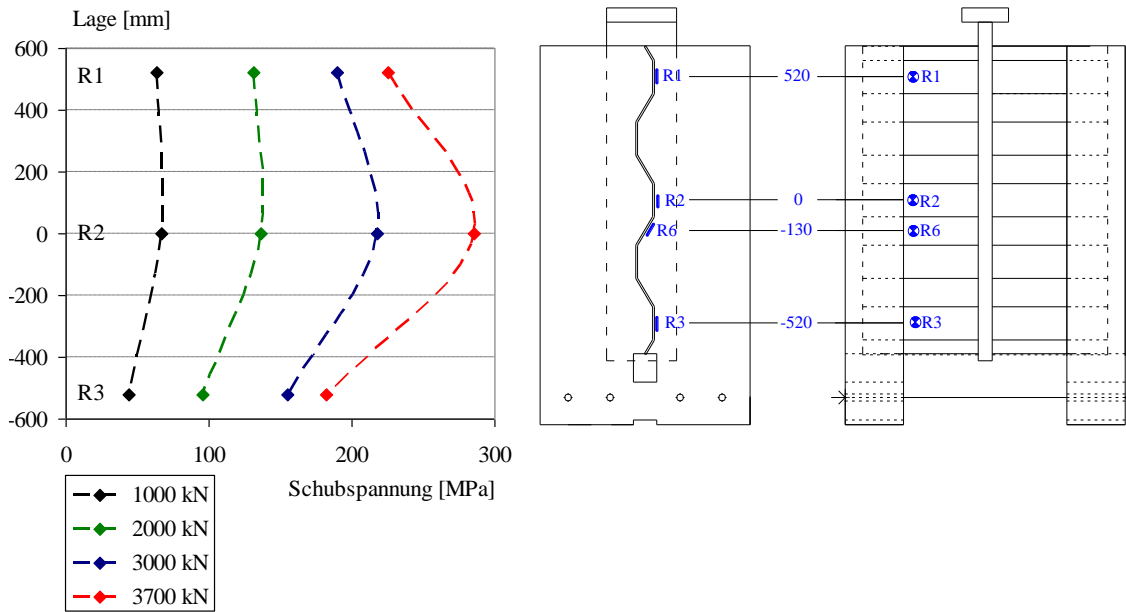 Lage [mm]
600
400
200
0
-200
-400
-600
R1
R2
R3
0
100
200
300
Schubspannung [MPa]
1000 kN
2000 kN
3000 kN
3700 kN
R1
520
R1
R2
0
R2
R6
-130
R6
R3
-520
R3